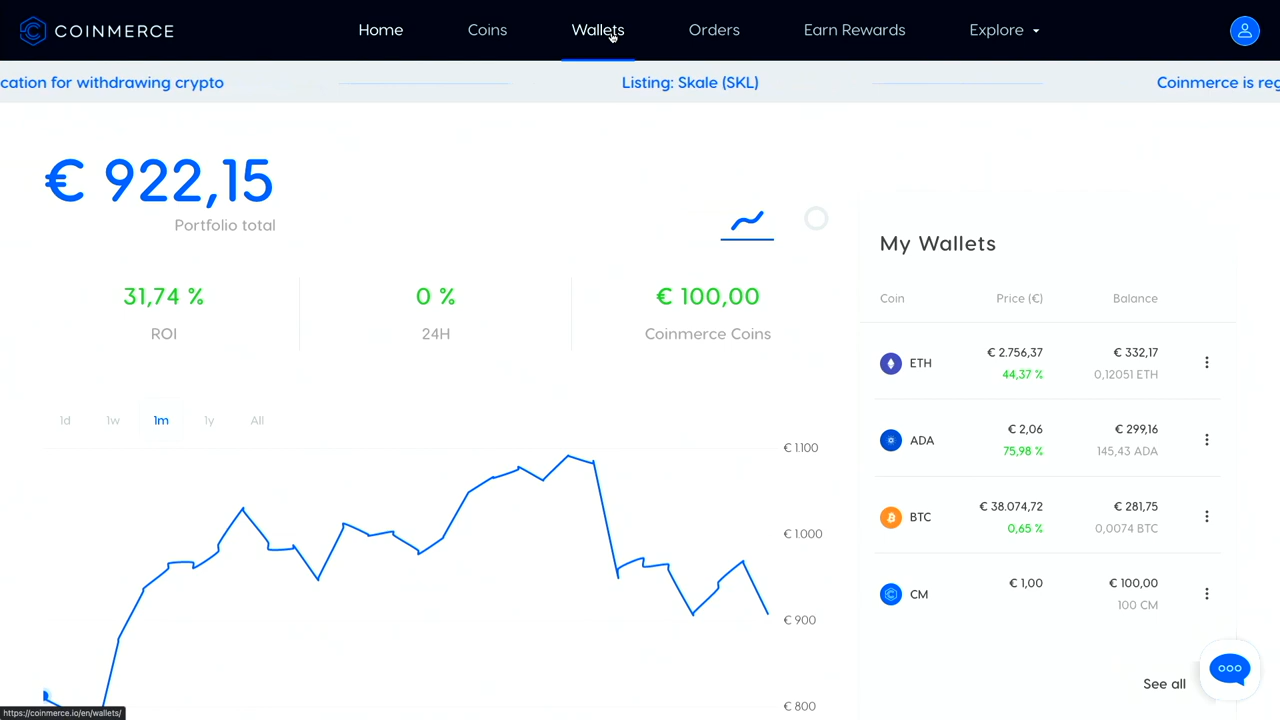 COINMERCE
Home
Coins
Wallets
Orders
Earn Rewards
Explore
cation for withdrawing crypto
Listing: Skale (SKL)
Coinmerce is reg
€ 922,15
Portfolio total
31,74 %
ROI
0 %
24H
€ 100,00
Coinmerce Coins
1d
1w
1m
1y
All
€ 1.100
€ 1.000
€ 900
€ 800
My Wallets
Coin
Price (€)
Balance
ETH
€ 2.756,37
€ 332,17
44,37 %
0,12051 ETH
ADA
€ 2,06
€ 299,16
75,98 %
145,43 ADA
BTC
€ 38.074,72
€ 281,75
0,65 %
0,0074 BTC
CM
€ 1,00
€ 100,00
100 CM
See all
https://coinmerce.io/en/wallets/